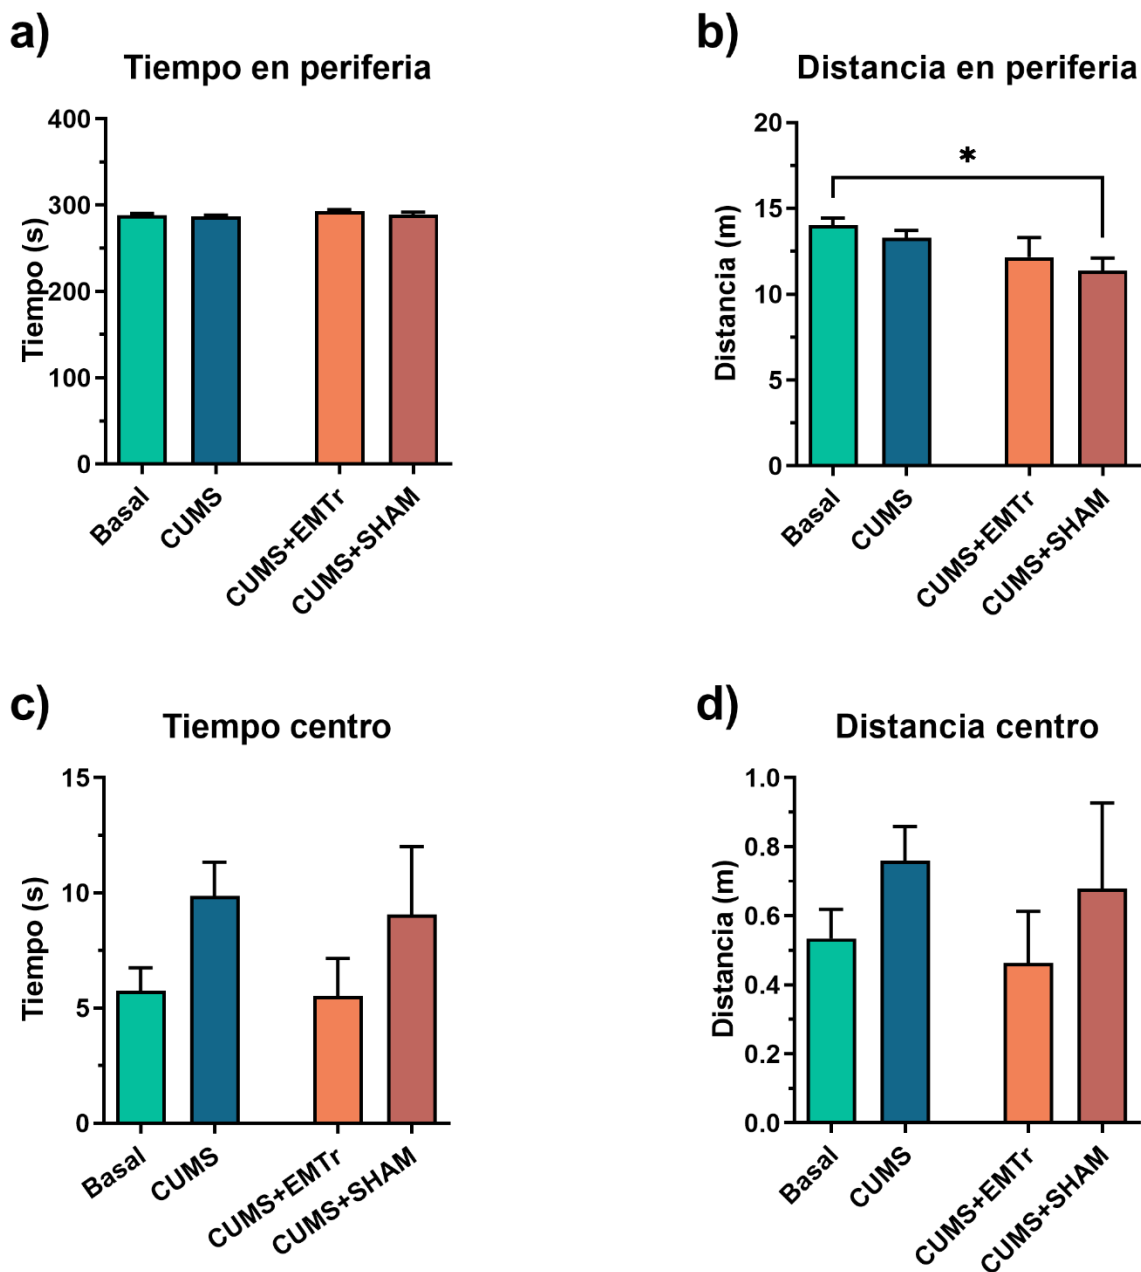 a)
Tiempo en periferia
Tiempo (s)
400
300
200
100
0
Basal
CUMS
CUMS+EMTr
CUMS+SHAM
b)
Distancia en periferia
Distancia (m)
20
15
10
5
0
*
Basal
CUMS
CUMS+EMTr
CUMS+SHAM
c)
Tiempo centro
Tiempo (s)
15
10
5
0
Basal
CUMS
CUMS+EMTr
CUMS+SHAM
d)
Distancia centro
Distancia (m)
1.0
0.8
0.6
0.4
0.2
0.0
Basal
CUMS
CUMS+EMTr
CUMS+SHAM